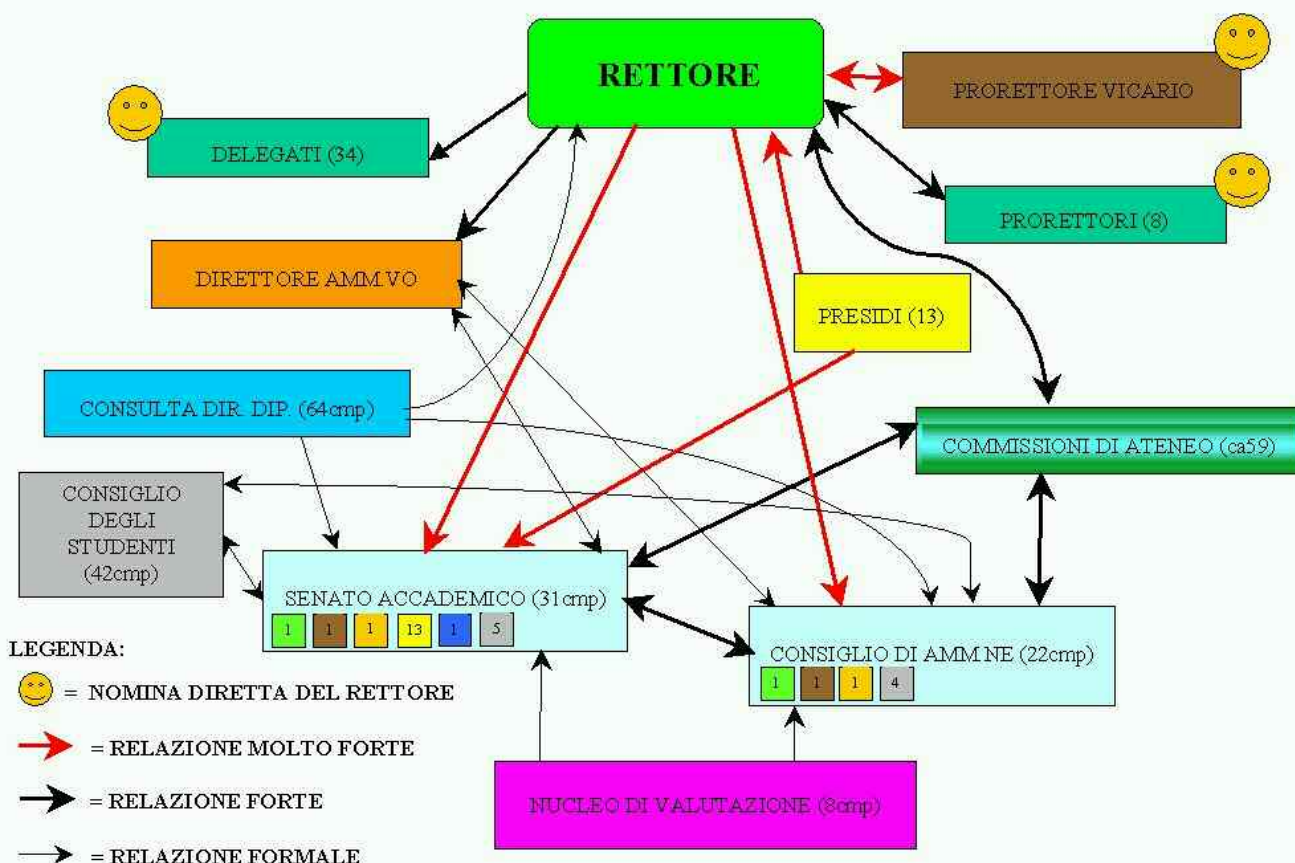 RETTORE
PRORETTORE VICARIO
DELEGATI (34)
PRORETTORI (8)
DIRETTORE AMM.VO
PRESIDI (13)
CONSULTA DIR. DIP. (64cmp)
COMMISSIONI DI ATENEO (ca59)
CONSIGLIO
DEGLI
STUDENTI
(42cmp)
SENATO ACCADEMICO (31cmp)
1 1 1 13 1 5
CONSIGLIO DI AMM.NE (22cmp)
1 1 1 4
LEGENDA:
= NOMINA DIRETTA DEL RETTORE
= RELAZIONE MOLTO FORTE
= RELAZIONE FORTE
= RELAZIONE FORMALE
NUCLEO DI VALUTAZIONE (8cmp)